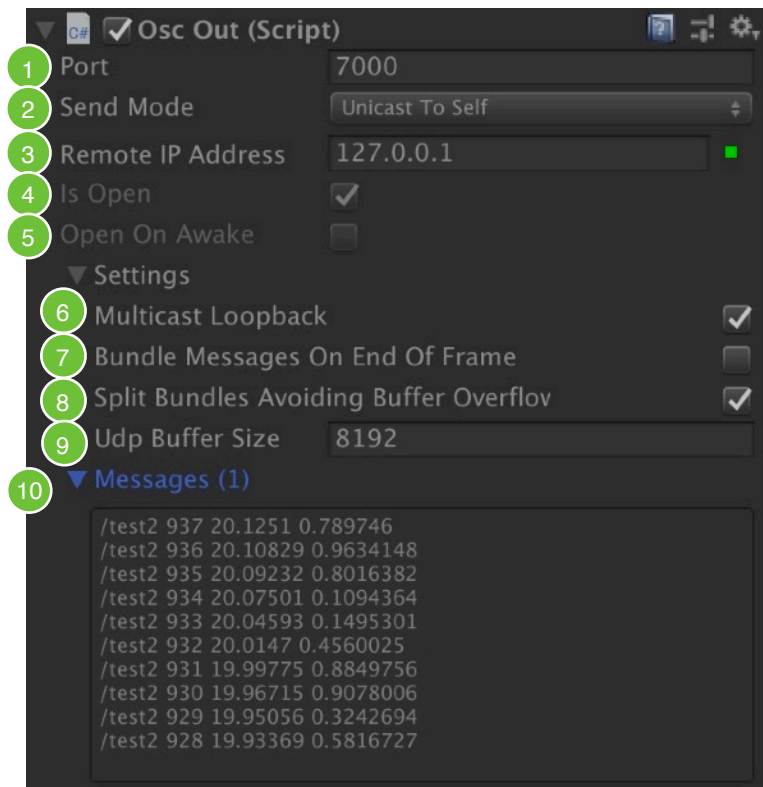 C# Osc Out (Script)
1 Port 7000
2 Send Mode Unicast To Self
3 Remote IP Address 127.0.0.1
4 Is Open
5 Open On Awake
Settings
6 Multicast Loopback
7 Bundle Messages On End Of Frame
8 Split Bundles Avoiding Buffer Overflov
9 Udp Buffer Size 8192
10 Messages (1)
/test2 937 20.1251 0.789746
/test2 936 20.10829 0.9634148
/test2 935 20.09232 0.8016382
/test2 934 20.07501 0.1094364
/test2 933 20.04593 0.1495301
/test2 932 20.0147 0.4560025
/test2 931 19.99775 0.8849756
/test2 930 19.96715 0.9078006
/test2 929 19.95056 0.3242694
/test2 928 19.93369 0.5816727